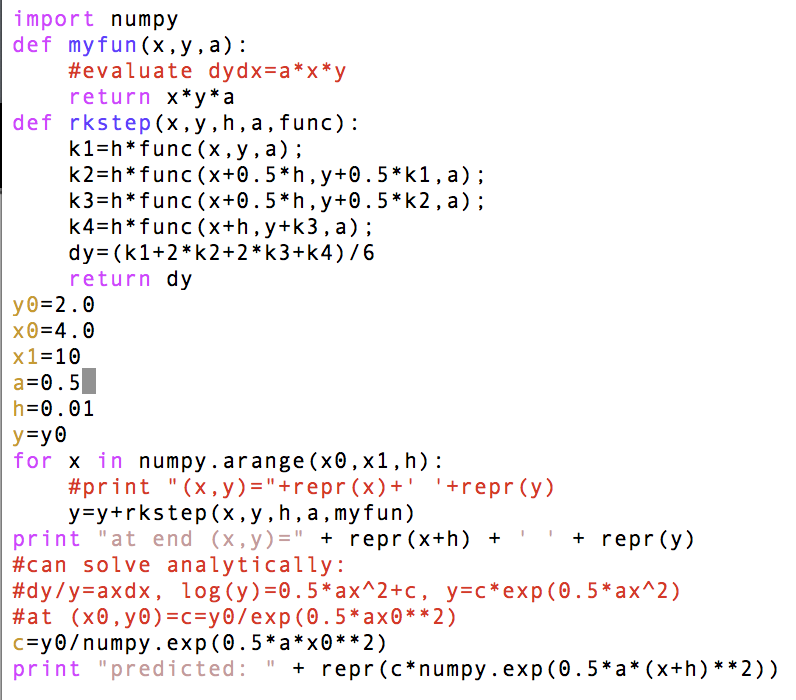 import numpy
def myfun(x,y,a):
    #evaluate dydx=a*x*y
    return x*y*a
def rkstep(x,y,h,a,func):
    k1=h*func(x,y,a);
    k2=h*func(x+0.5*h,y+0.5*k1,a);
    k3=h*func(x+0.5*h,y+0.5*k2,a);
    k4=h*func(x+h,y+k3,a);
    dy=(k1+2*k2+2*k3+k4)/6
    return dy
y0=2.0
x0=4.0
x1=10
a=0.5
h=0.01
y=y0
for x in numpy.arange(x0,x1,h):
    #print "(x,y)="+repr(x)+' '+repr(y)
    y=y+rkstep(x,y,h,a,myfun)
print "at end (x,y)=" + repr(x+h) + ' ' + repr(y)
#can solve analytically:
#dy/y=axdx, log(y)=0.5*ax^2+c, y=c*exp(0.5*ax^2)
#at (x0,y0)=c=y0/exp(0.5*ax0**2)
c=y0/numpy.exp(0.5*a*x0**2)
print "predicted: " + repr(c*numpy.exp(0.5*a*(x+h)**2))